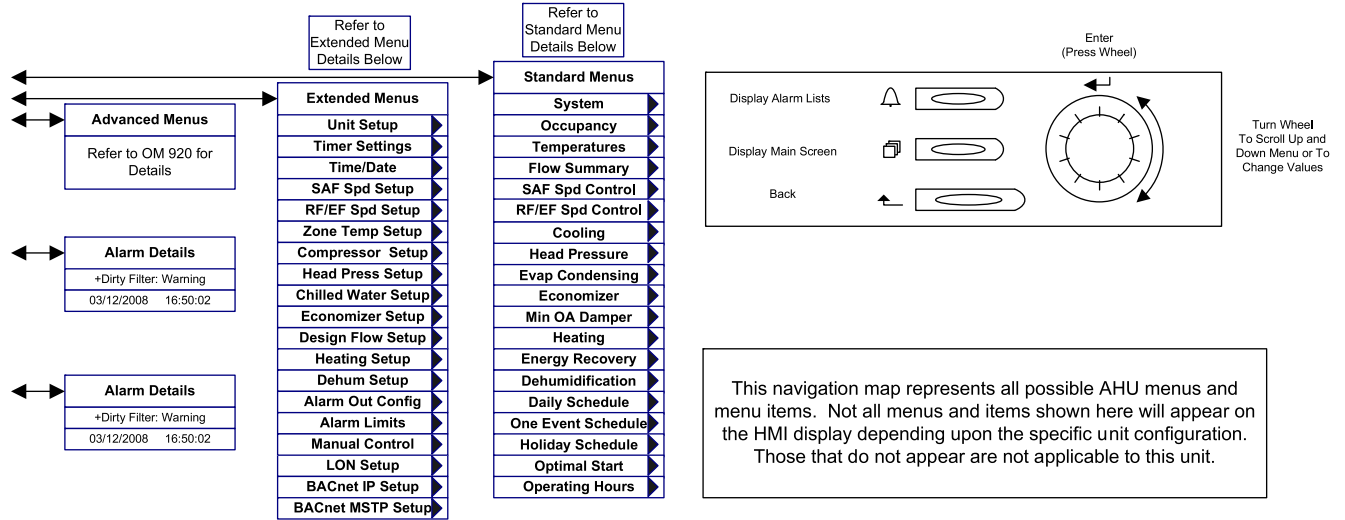 Refer to
Extended Menu
Details Below
Refer to
Standard Menu
Details Below
Advanced Menus
Refer to OM 920 for
Details
Alarm Details
+Dirty Filter: Warning
03/12/2008 16:50:02
Alarm Details
+Dirty Filter: Warning
03/12/2008 16:50:02
Extended Menus
Unit Setup
Timer Settings
Time/Date
SAF Spd Setup
RF/EF Spd Setup
Zone Temp Setup
Compressor Setup
Head Press Setup
Chilled Water Setup
Economizer Setup
Design Flow Setup
Heating Setup
Dehum Setup
Alarm Out Config
Alarm Limits
Manual Control
LON Setup
BACnet IP Setup
BACnet MSTP Setup
Standard Menus
System
Occupancy
Temperatures
Flow Summary
SAF Spd Control
RF/EF Spd Control
Cooling
Head Pressure
Evap Condensing
Economizer
Min OA Damper
Heating
Energy Recovery
Dehumidification
Daily Schedule
One Event Schedule
Holiday Schedule
Optimal Start
Operating Hours
Enter
(Press Wheel)
Display Alarm Lists
Display Main Screen
Back
Turn Wheel
To Scroll Up and
Down Menu or To
Change Values
This navigation map represents all possible AHU menus and
menu items. Not all menus and items shown here will appear on
the HMI display depending upon the specific unit configuration.
Those that do not appear are not applicable to this unit.